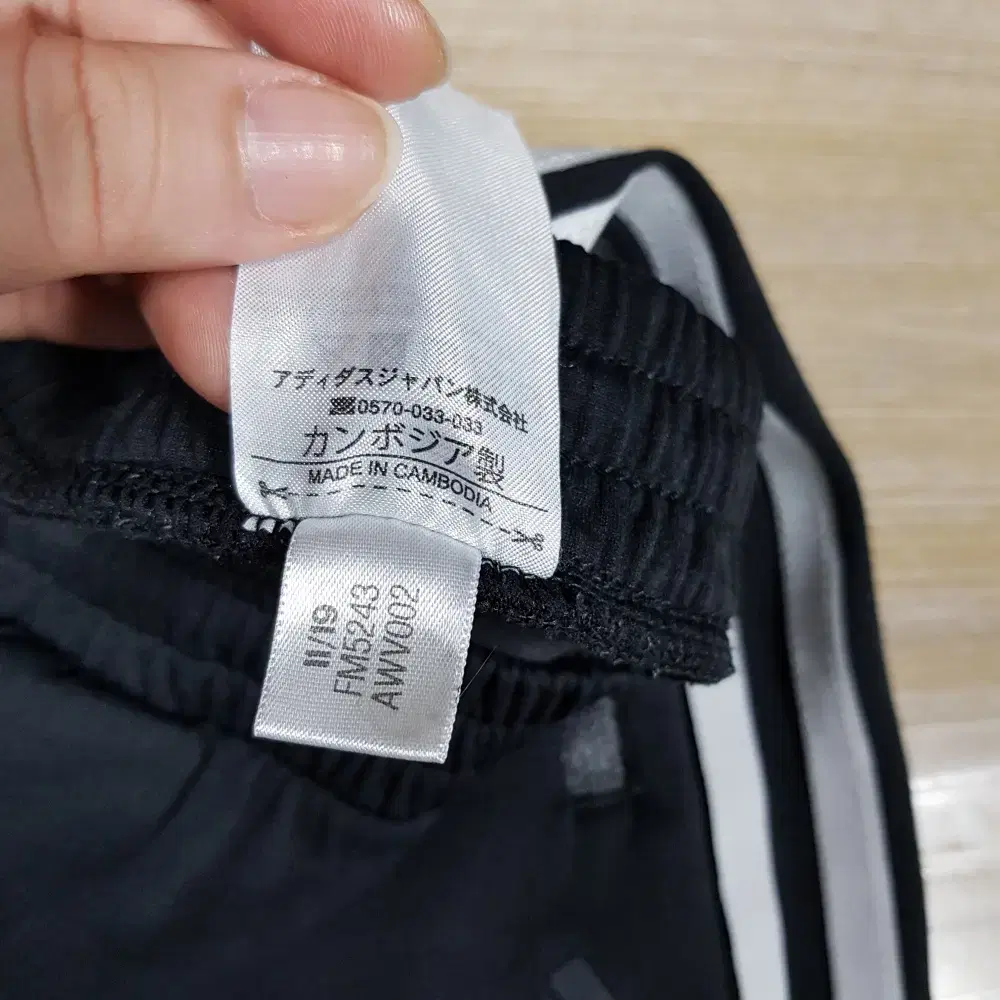 アディダスジャパン株式会社
☎0570-033-033
カンボジア製
MADE IN CAMBODIA
11/19
FM5243
AWV002